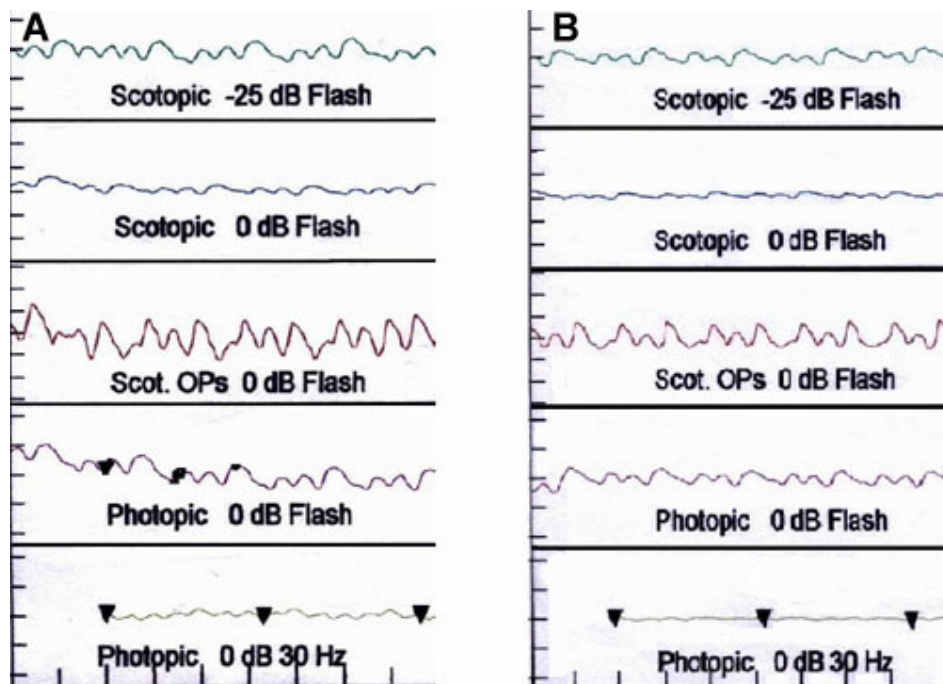 A
Scotopic -25 dB Flash
Scotopic 0 dB Flash
Scot. OPs 0 dB Flash
Photopic 0 dB Flash
Photopic 0 dB 30 Hz
B
Scotopic -25 dB Flash
Scotopic 0 dB Flash
Scot. OPs 0 dB Flash
Photopic 0 dB Flash
Photopic 0 dB 30 Hz